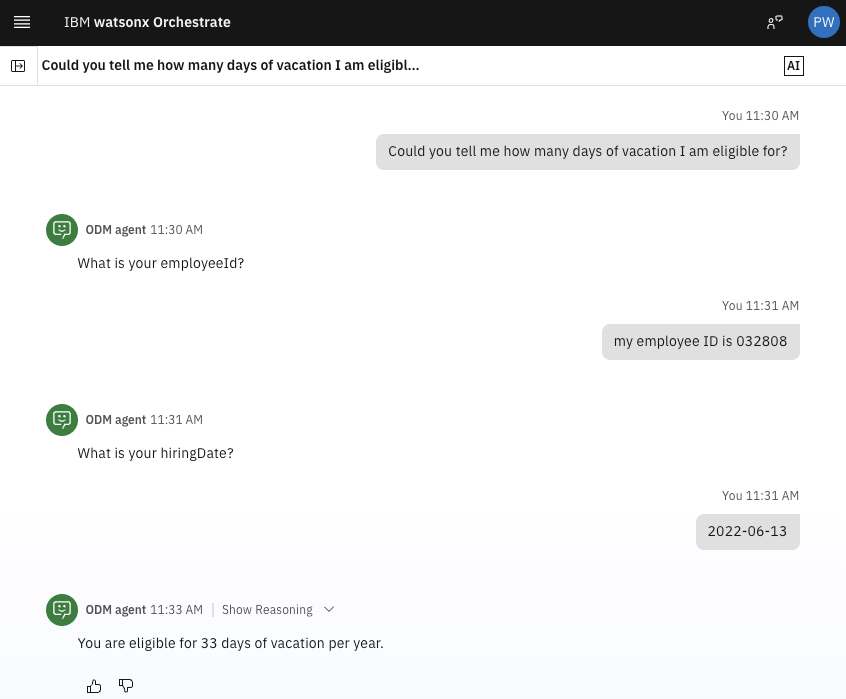 IBM watsonx Orchestrate
PW
Could you tell me how many days of vacation I am eligibl...
AI
You 11:30 AM
Could you tell me how many days of vacation I am eligible for?
ODM agent 11:30 AM
What is your employeeId?
You 11:31 AM
my employee ID is 032808
ODM agent 11:31 AM
What is your hiringDate?
You 11:31 AM
2022-06-13
ODM agent 11:33 AM | Show Reasoning
You are eligible for 33 days of vacation per year.